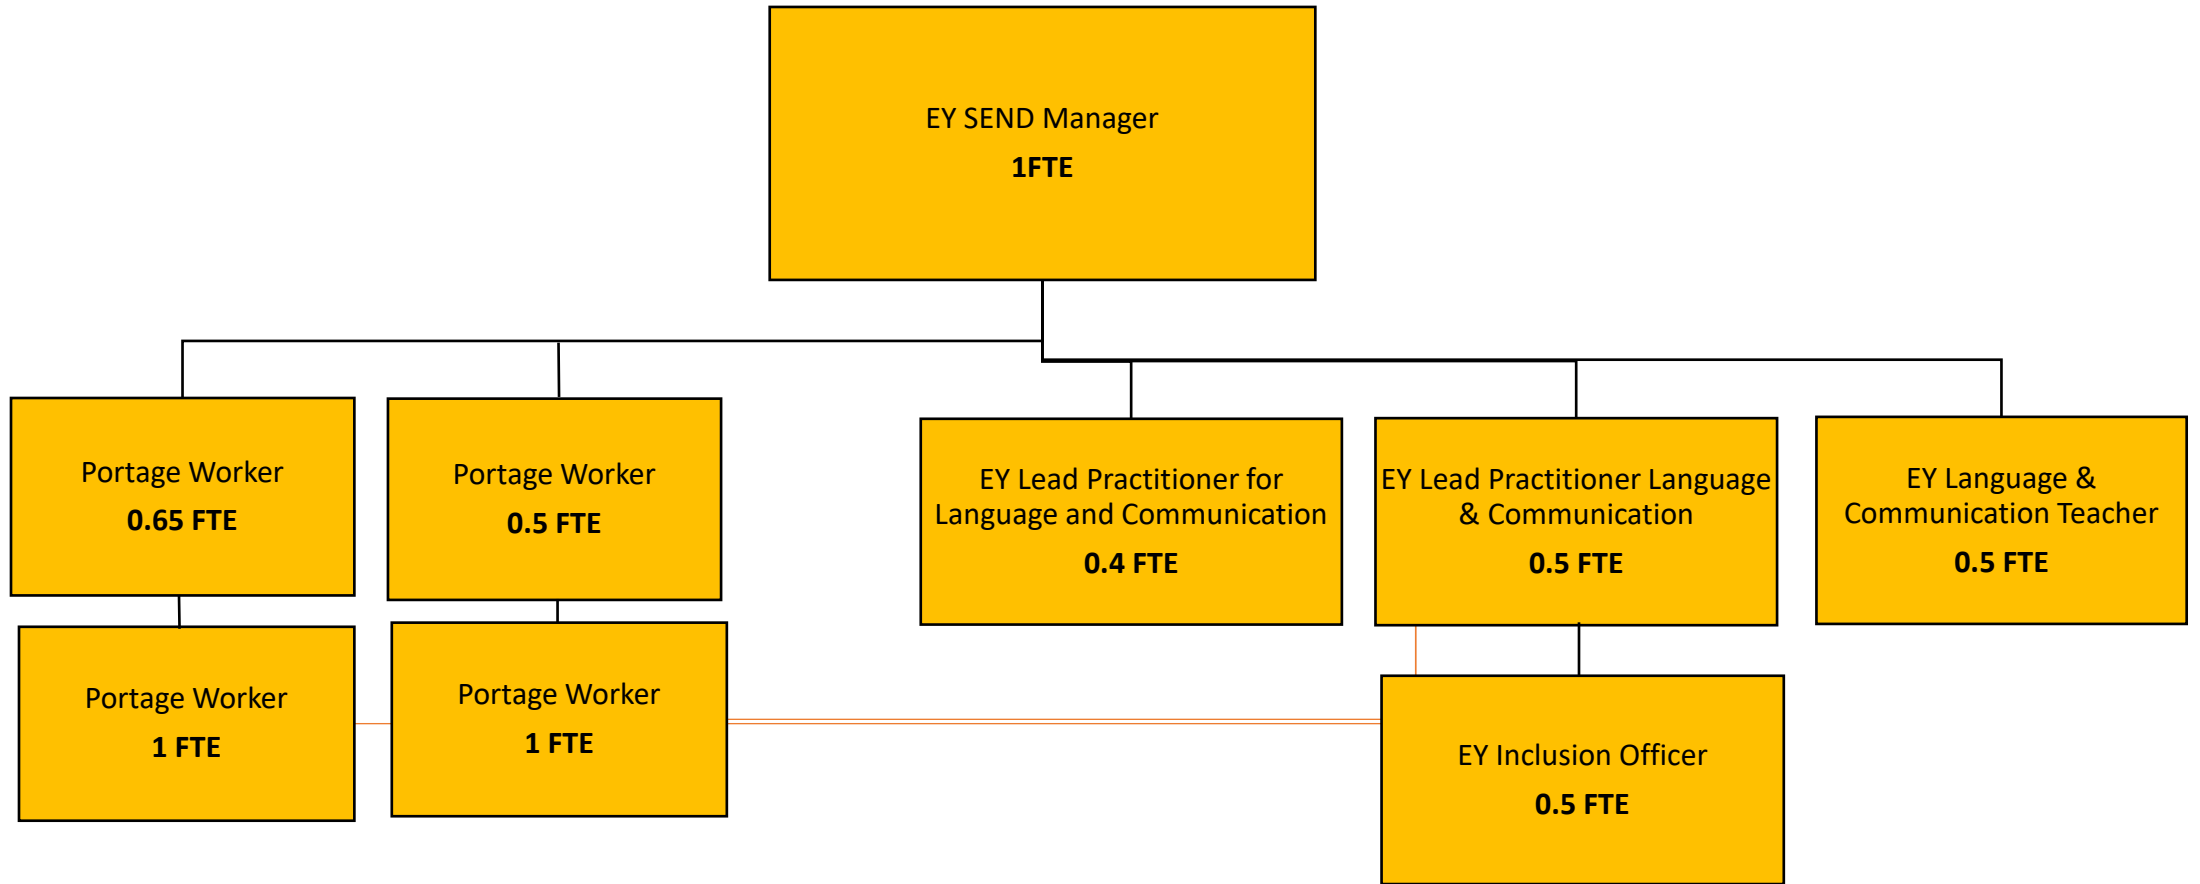 EY SEND Manager
1FTE
Portage Worker
0.65 FTE
Portage Worker
0.5 FTE
EY Lead Practitioner for
Language and Communication
0.4 FTE
EY Lead Practitioner Language
& Communication
0.5 FTE
EY Language &
Communication Teacher
0.5 FTE
Portage Worker
1 FTE
Portage Worker
1 FTE
EY Inclusion Officer
0.5 FTE